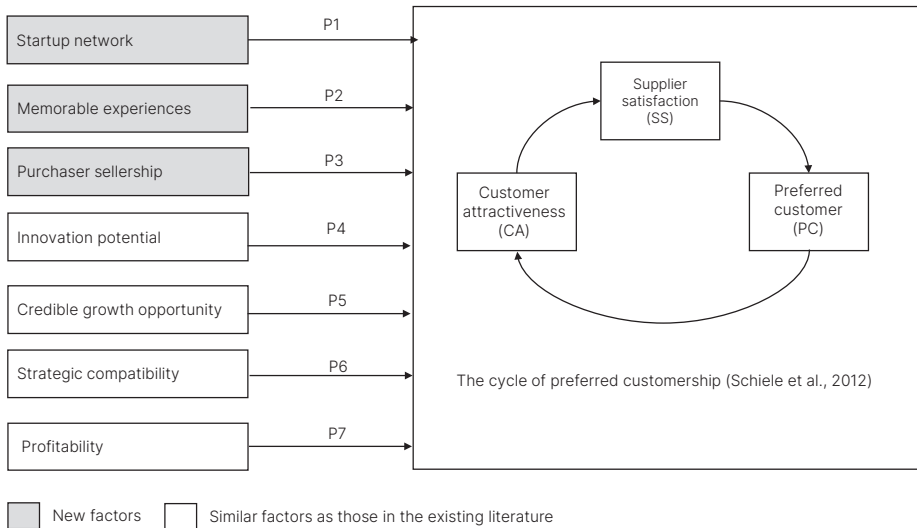 Startup network
P1
Memorable experiences
P2
Purchaser sellership
P3
Innovation potential
P4
Credible growth opportunity
P5
Strategic compatibility
P6
Profitability
P7
Supplier
satisfaction
(SS)
Customer
attractiveness
(CA)
Preferred
customer
(PC)
The cycle of preferred customership (Schiele et al., 2012)
New factors
Similar factors as those in the existing literature